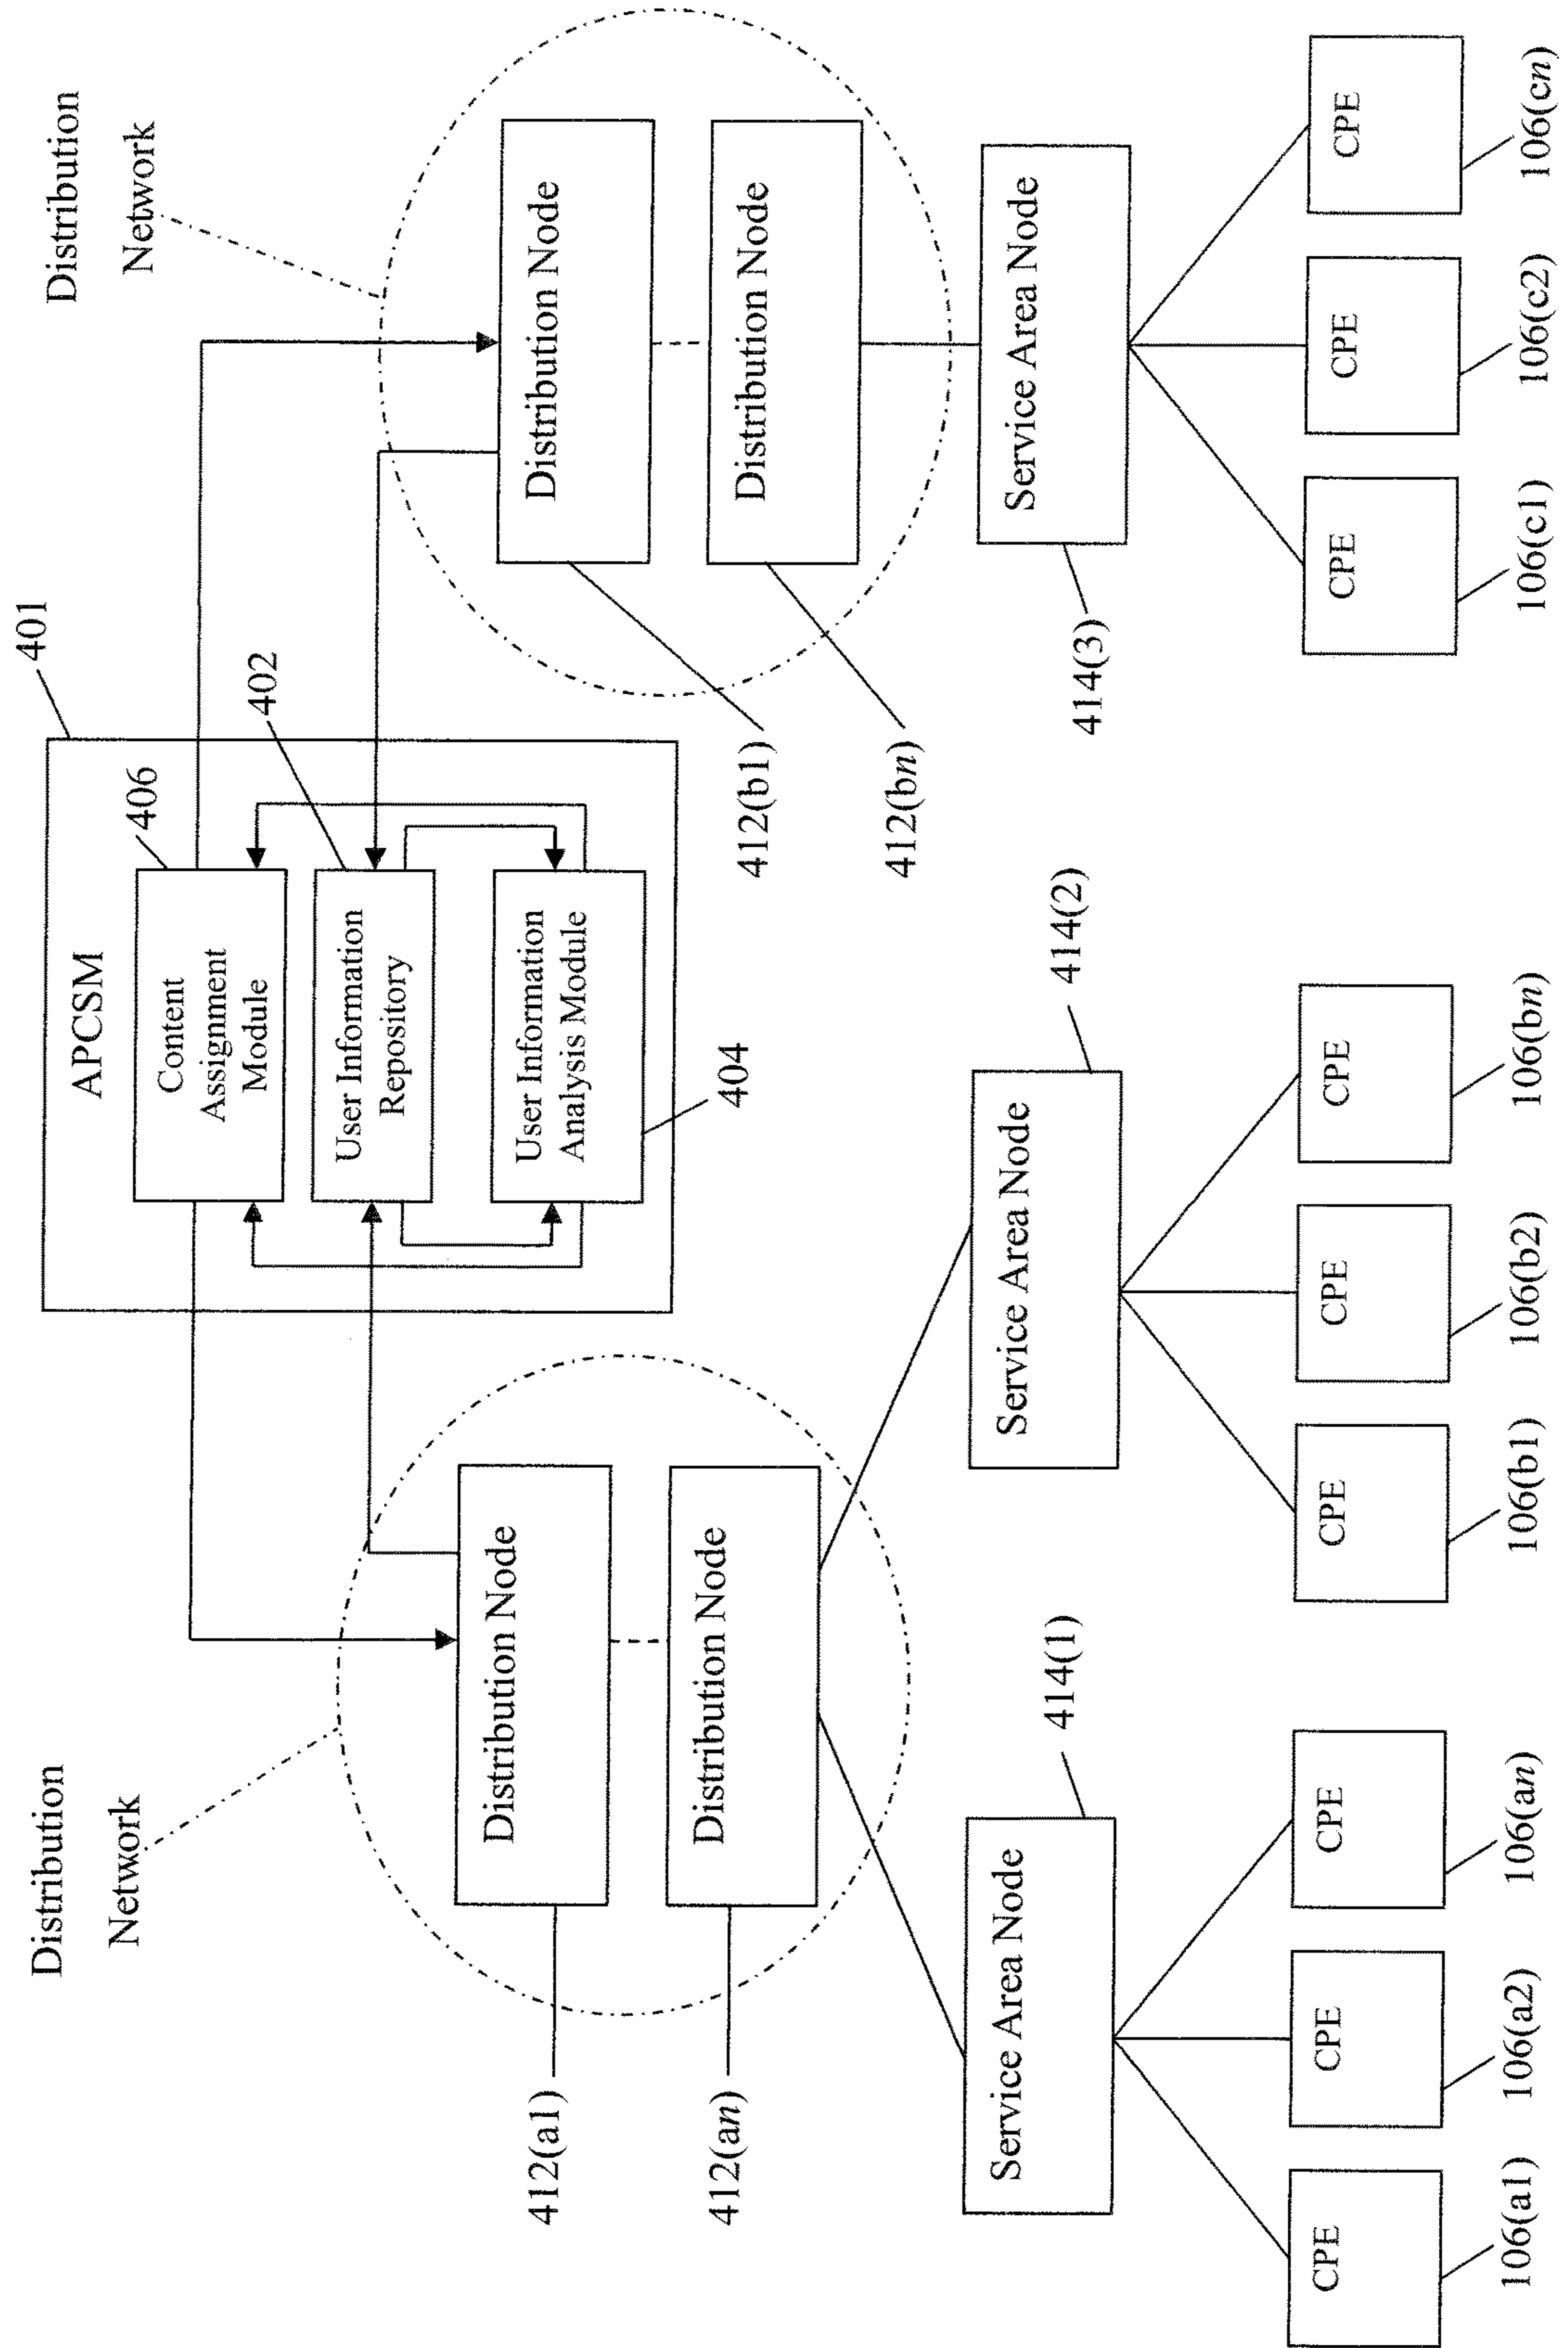 Distribution
Network
Distribution
Network
401
APCSM
406
Content
Assignment
Module
402
User Information
Repository
User Information
Analysis Module
404
412(a1)
Distribution Node
412(an)
Distribution Node
Distribution Node
412(b1)
Distribution Node
412(bn)
Service Area Node
414(1)
Service Area Node
414(2)
Service Area Node
414(3)
CPE
CPE
CPE
CPE
CPE
CPE
CPE
CPE
CPE
106(a1)
106(a2)
106(an)
106(b1)
106(b2)
106(bn)
106(c1)
106(c2)
106(cn)